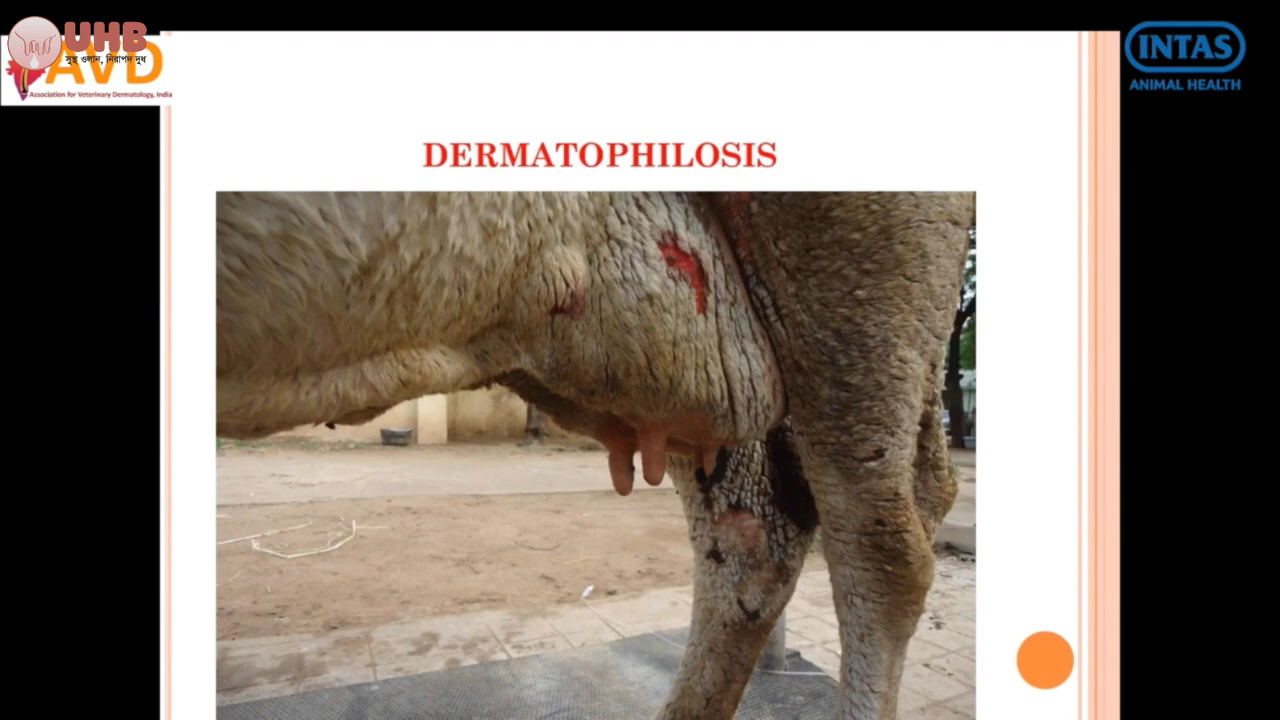 UHB
সুস্থ ওলান, নিরাপদ দুধ
AVD
Association for Veterinary Dermatology, India
INTAS
ANIMAL HEALTH
DERMATOPHILOSIS